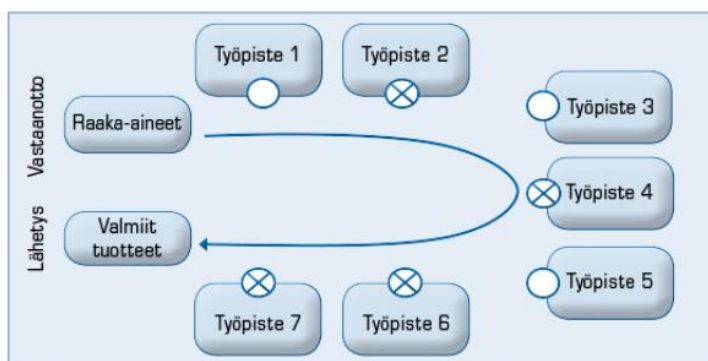 Työpiste 1
Työpiste 2
Vastaanotto
Raaka-aineet
Työpiste 3
Työpiste 4
Lähetys
Valmiit
tuotteet
Työpiste 5
Työpiste 7
Työpiste 6